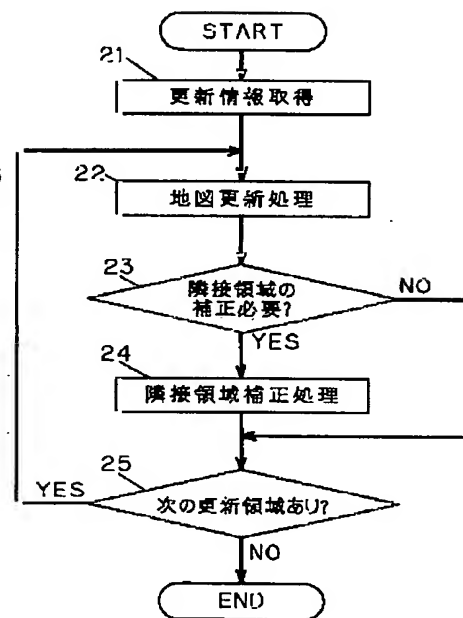 START
21
更新情報取得
22
地図更新処理
23
隣接領域の
補正必要?
NO
YES
24
隣接領域補正処理
25
YES
次の更新領域あり?
NO
END